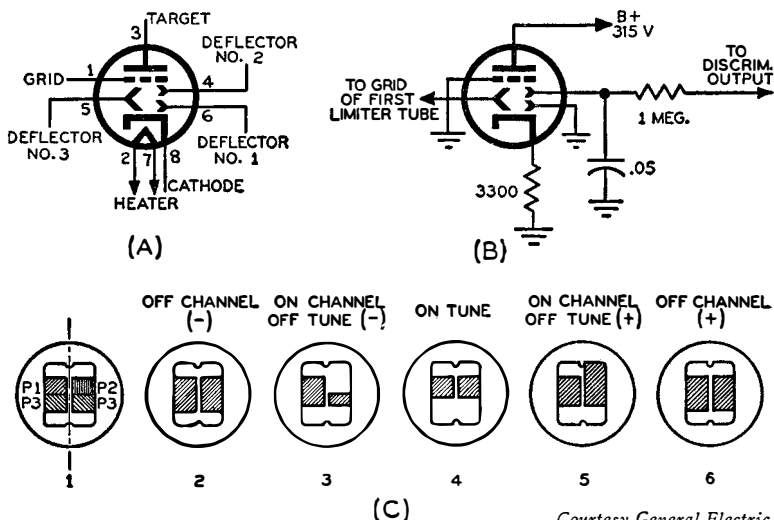 TARGET
3
DEFLECTOR
NO. 2
GRID
1
4
5
6
DEFLECTOR
NO. 3
DEFLECTOR
NO. 1
2 7 8
CATHODE
HEATER
(A)
B+
315 V
TO GRID
OF FIRST
LIMITER TUBE
TO
DISCRIM.
OUTPUT
1 MEG.
.05
3300
(B)
OFF CHANNEL
(-)
ON CHANNEL
OFF TUNE (-)
ON TUNE
ON CHANNEL
OFF TUNE (+)
OFF CHANNEL
(+)
P1 P2
P3 P3
1 2 3 4 5 6
(C)
Courtesy General Electric